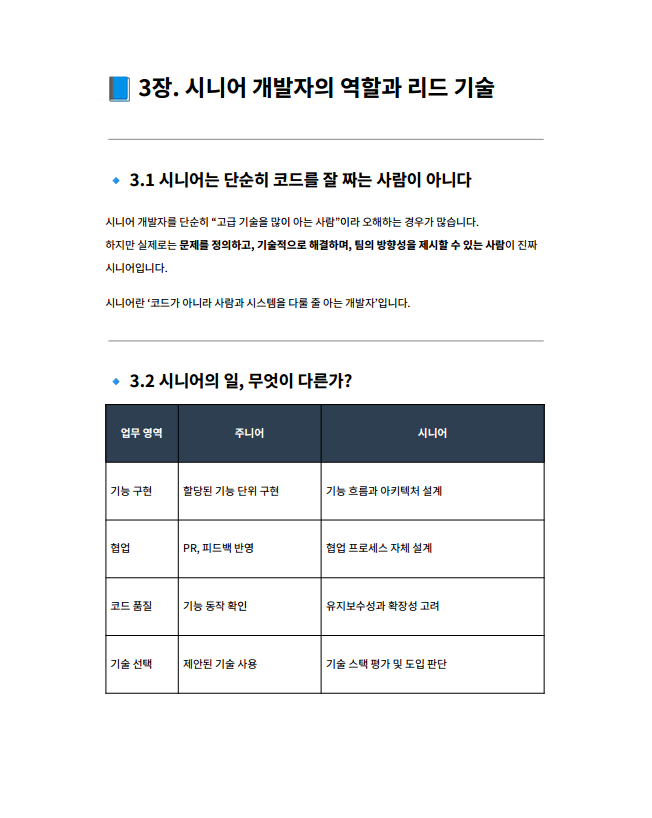 📘 3장. 시니어 개발자의 역할과 리드 기술
🔹 3.1 시니어는 단순히 코드를 잘 짜는 사람이 아니다
시니어 개발자를 단순히 “고급 기술을 많이 아는 사람”이라 오해하는 경우가 많습니다.
하지만 실제로는 문제를 정의하고, 기술적으로 해결하며, 팀의 방향성을 제시할 수 있는 사람이 진짜
시니어입니다.
시니어란 ‘코드가 아니라 사람과 시스템을 다룰 줄 아는 개발자’입니다.
🔹 3.2 시니어의 일, 무엇이 다른가?
업무 영역 주니어 시니어
기능 구현 할당된 기능 단위 구현 기능 흐름과 아키텍처 설계
협업 PR, 피드백 반영 협업 프로세스 자체 설계
코드 품질 기능 동작 확인 유지보수성과 확장성 고려
기술 선택 제안된 기술 사용 기술 스택 평가 및 도입 판단